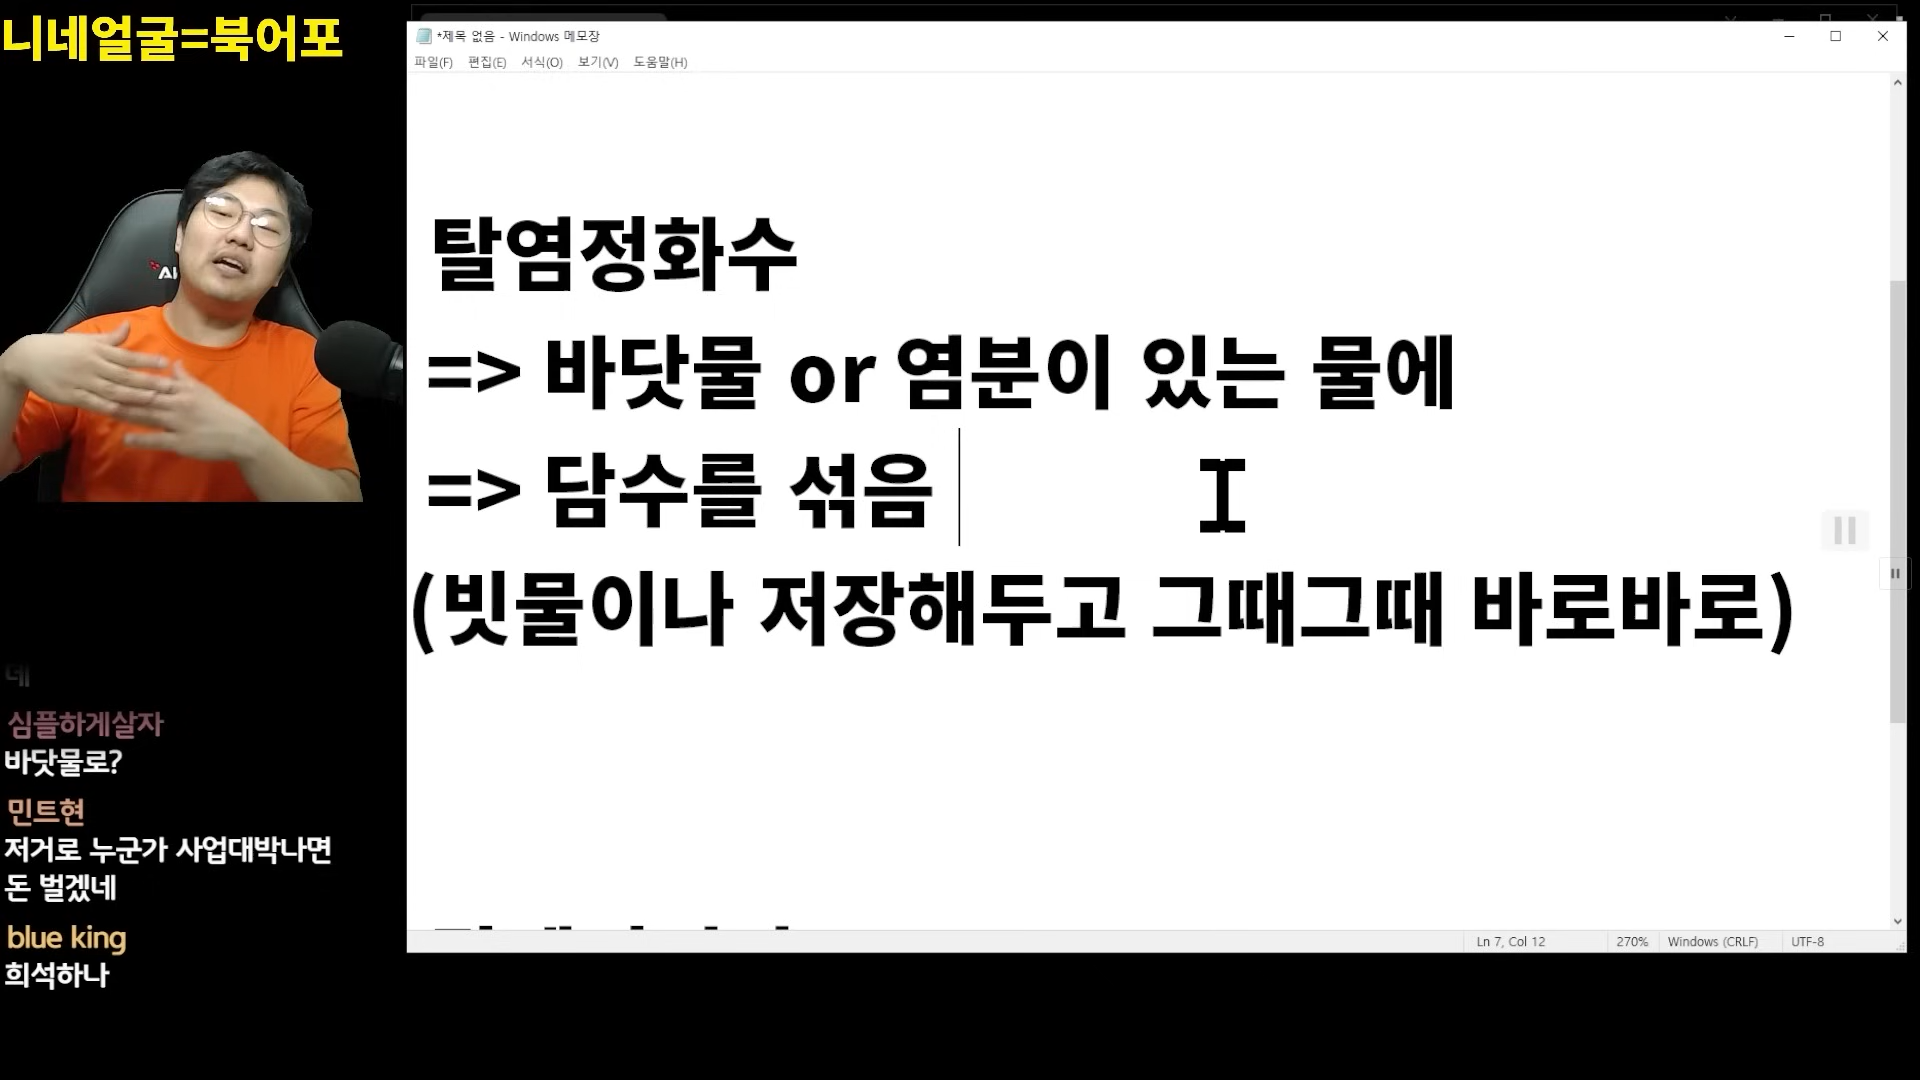 니네얼굴=북어포
*제목 없음 - Windows 메모장
파일(F) 편집(E) 서식(O) 보기(V) 도움말(H)
탈염정화수
=> 바닷물 or 염분이 있는 물에
=> 담수를 섞음
(빗물이나 저장해두고 그때그때 바로바로)
데
심플하게살자
바닷물로?
민트현
저거로 누군가 사업대박나면
돈 벌겠네
blue king
희석하나
Ln 7, Col 12 270% Windows (CRLF) UTF-8